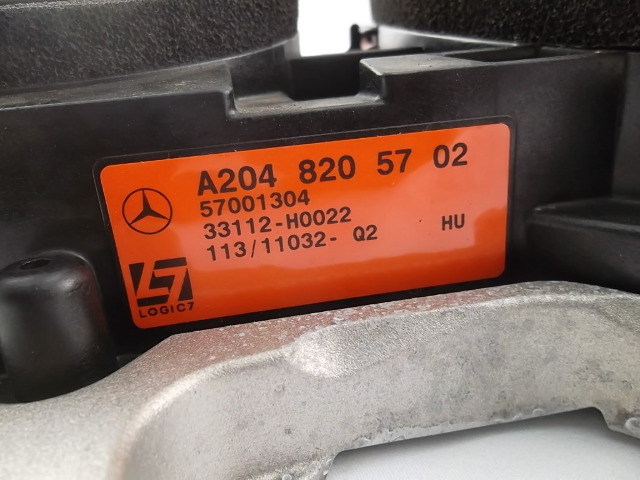 A204 820 57 02
57001304
33112-H0022
113/11032- Q2 HU
LOGIC7